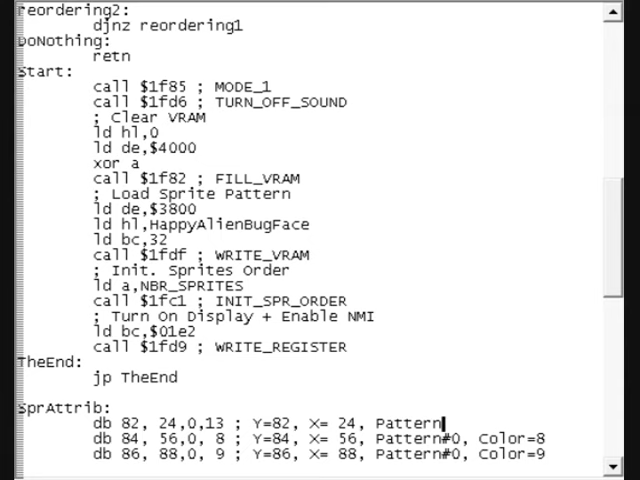 reordering2:
djnz reordering1
DoNothing:
retn
Start:
call $1f85 ; MODE_1
call $1fd6 ; TURN_OFF_SOUND
; Clear VRAM
ld hl,0
ld de,$4000
xor a
call $1f82 ; FILL_VRAM
; Load Sprite Pattern
ld de,$3800
ld hl,HappyAlienBugFace
ld bc,32
call $1fdf ; WRITE_VRAM
; Init. Sprites Order
ld a,NBR_SPRITES
call $1fc1 ; INIT_SPR_ORDER
; Turn On Display + Enable NMI
ld bc,$01e2
call $1fd9 ; WRITE_REGISTER
TheEnd:
jp TheEnd
SprAttrib:
db 82, 24,0,13 ; Y=82, X= 24, Pattern
db 84, 56,0, 8 ; Y=84, X= 56, Pattern#0, Color=8
db 86, 88,0, 9 ; Y=86, X= 88, Pattern#0, Color=9